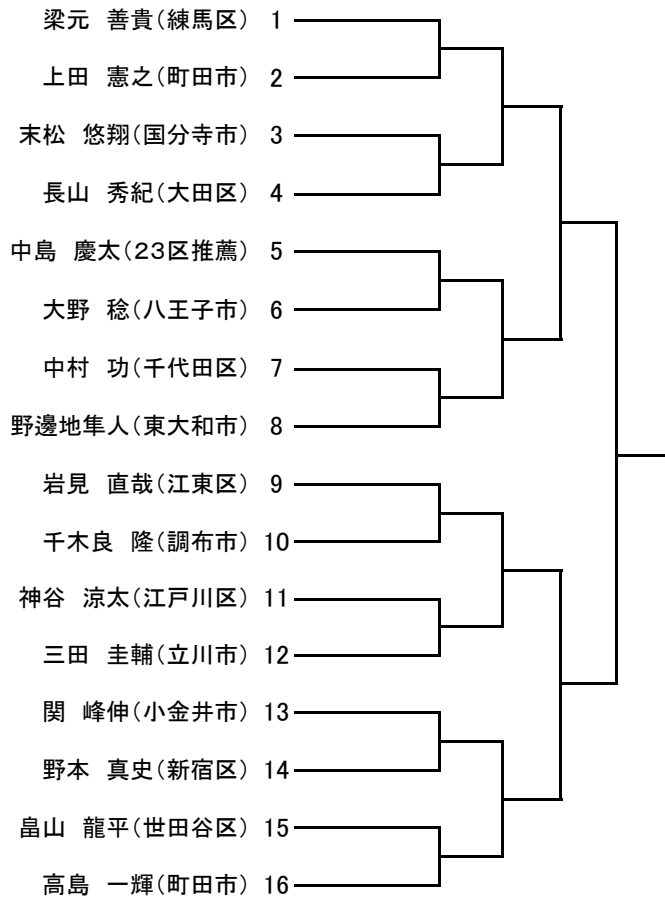 梁元　善貴（練馬区） 1
上田　憲之（町田市） 2
末松　悠翔（国分寺市） 3
長山　秀紀（大田区） 4
中島　慶太（23区推薦） 5
大野　稔（八王子市） 6
中村　功（千代田区） 7
野邊地隼人（東大和市） 8
岩見　直哉（江東区） 9
千木良　隆（調布市） 10
神谷　涼太（江戸川区） 11
三田　圭輔（立川市） 12
関　峰伸（小金井市） 13
野本　真史（新宿区） 14
畠山　龍平（世田谷区） 15
高島　一輝（町田市） 16